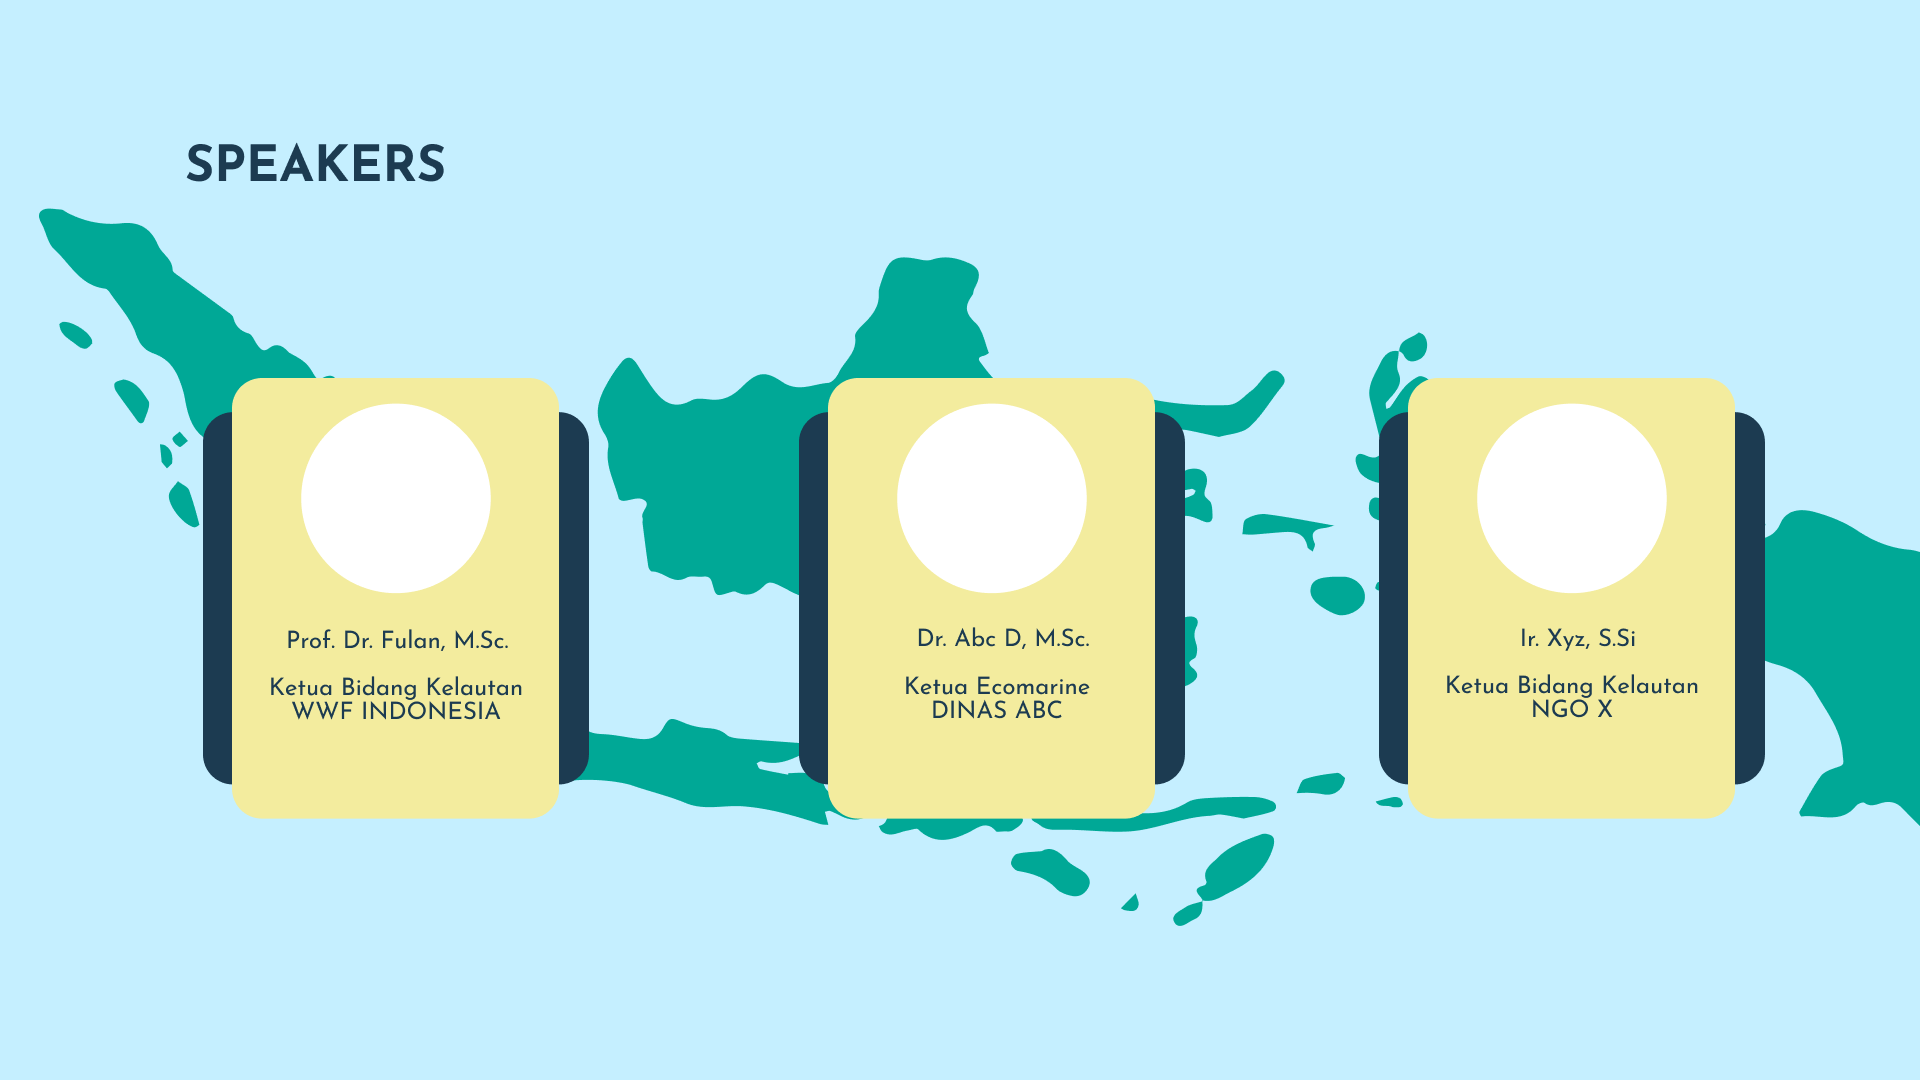 SPEAKERS
Prof. Dr. Fulan, M.Sc.
Ketua Bidang Kelautan
WWF INDONESIA
Dr. Abc D, M.Sc.
Ketua Ecomarine
DINAS ABC
Ir. Xyz, S.Si
Ketua Bidang Kelautan
NGO X